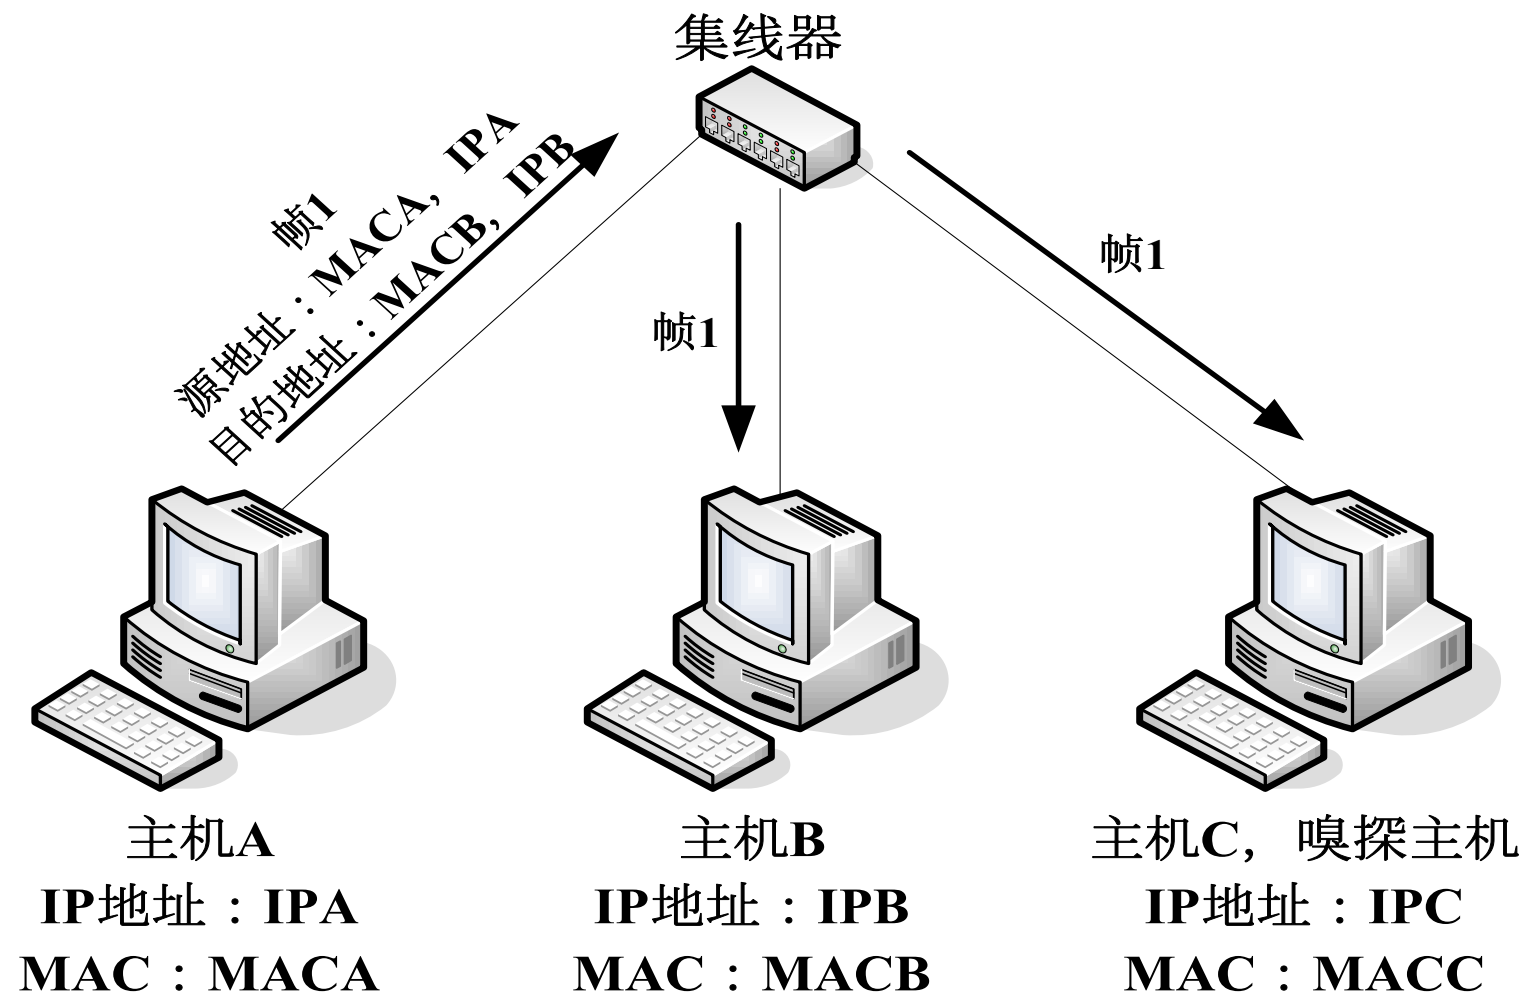 集线器
帧1
源地址：MACA，IPA
目的地址：MACB，IPB
帧1
帧1
主机A
IP地址：IPA
MAC：MACA
主机B
IP地址：IPB
MAC：MACB
主机C，嗅探主机
IP地址：IPC
MAC：MACC